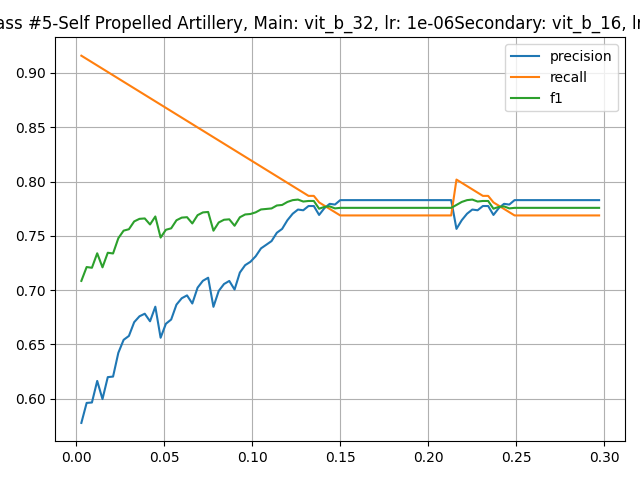 ass #5-Self Propelled Artillery, Main: vit_b_32, lr: 1e-06Secondary: vit_b_16, lr
precision
recall
f1
0.90
0.85
0.80
0.75
0.70
0.65
0.60
0.00 0.05 0.10 0.15 0.20 0.25 0.30